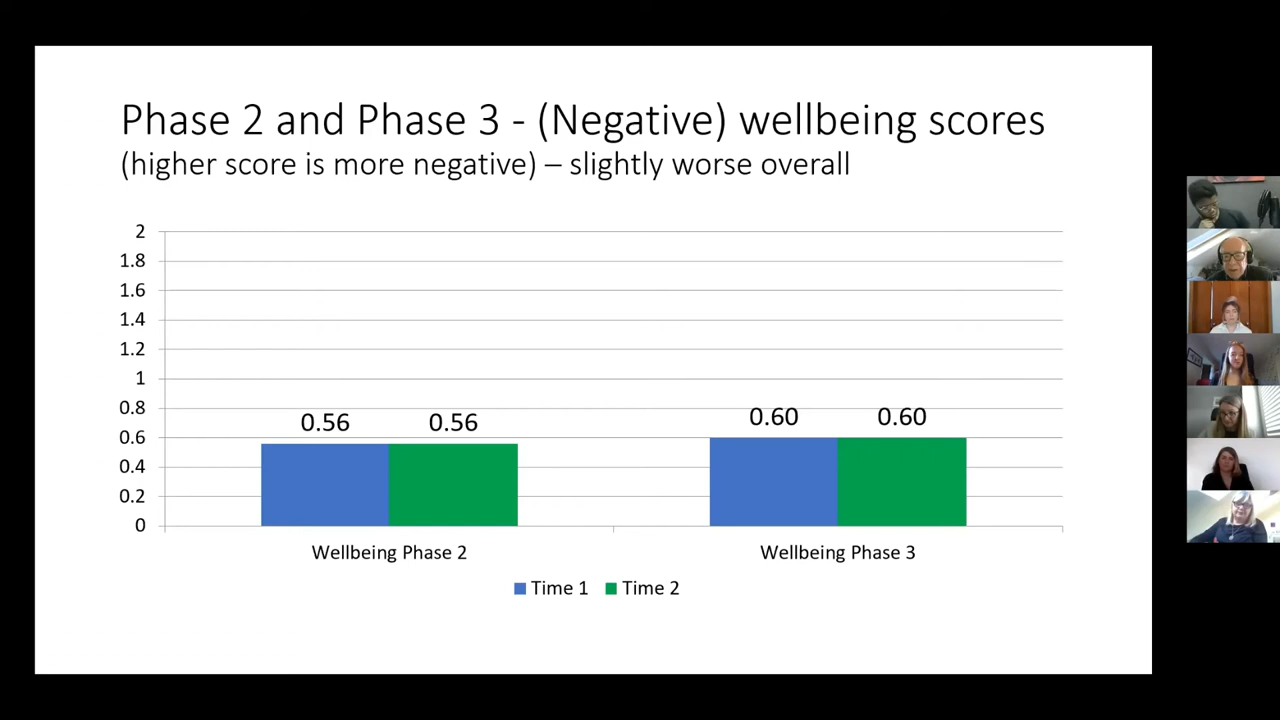 Phase 2 and Phase 3 - (Negative) wellbeing scores
(higher score is more negative) – slightly worse overall
2
1.8
1.6
1.4
1.2
1
0.8
0.6
0.4
0.2
0
0.56
0.56
0.60
0.60
Wellbeing Phase 2
Wellbeing Phase 3
Time 1
Time 2